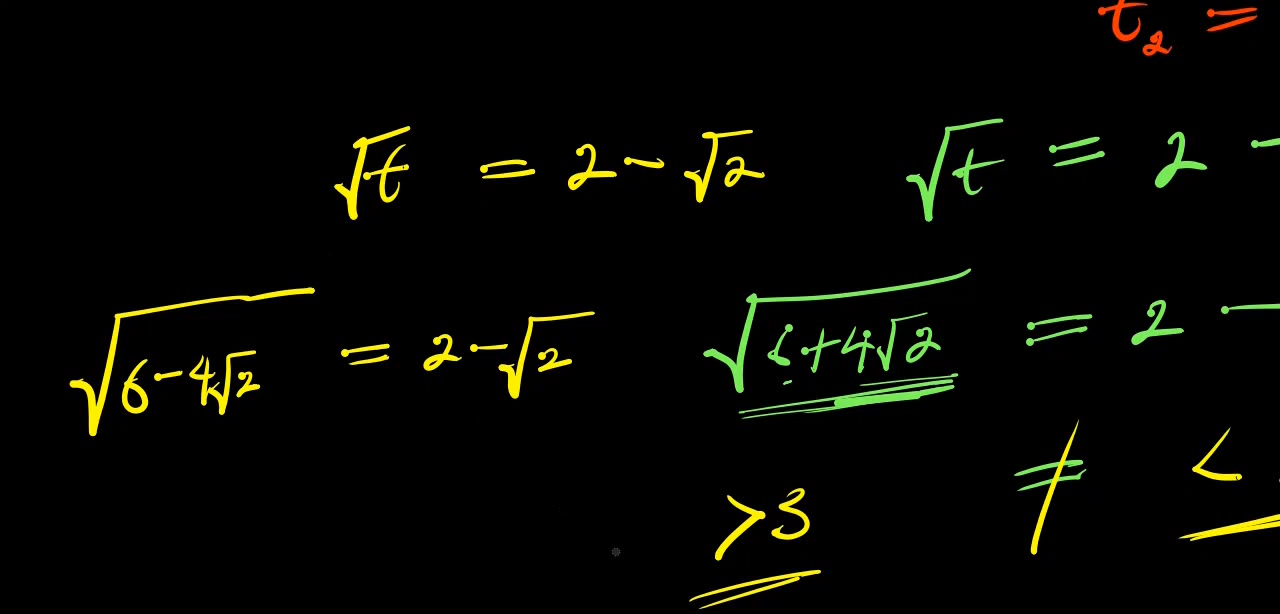 t₂ =
√t = 2 - √2 √t = 2 -
√(6 - 4√2) = 2 - √2 √(6 + 4√2) = 2 -
> 3 ≠ <